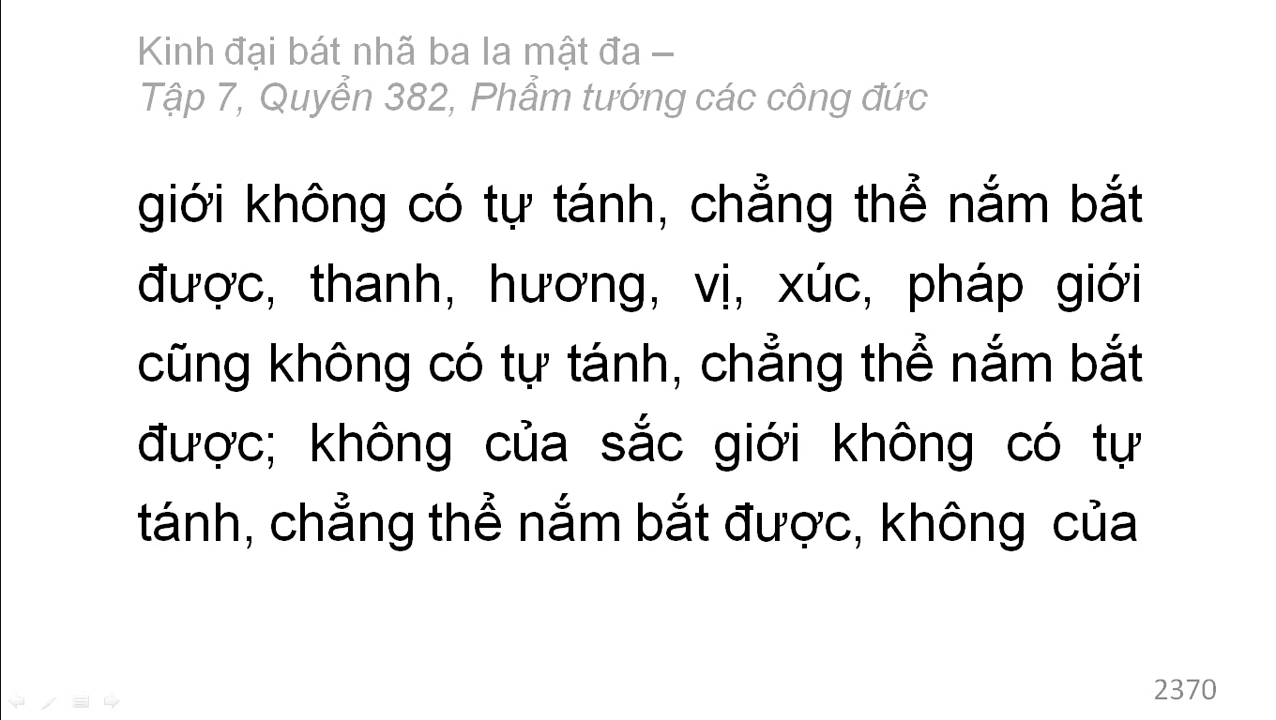 Kinh đại bát nhã ba la mật đa –
Tập 7, Quyển 382, Phẩm tướng các công đức
giới không có tự tánh, chẳng thể nắm bắt
được, thanh, hương, vị, xúc, pháp giới
cũng không có tự tánh, chẳng thể nắm bắt
được; không của sắc giới không có tự
tánh, chẳng thể nắm bắt được, không của
2370